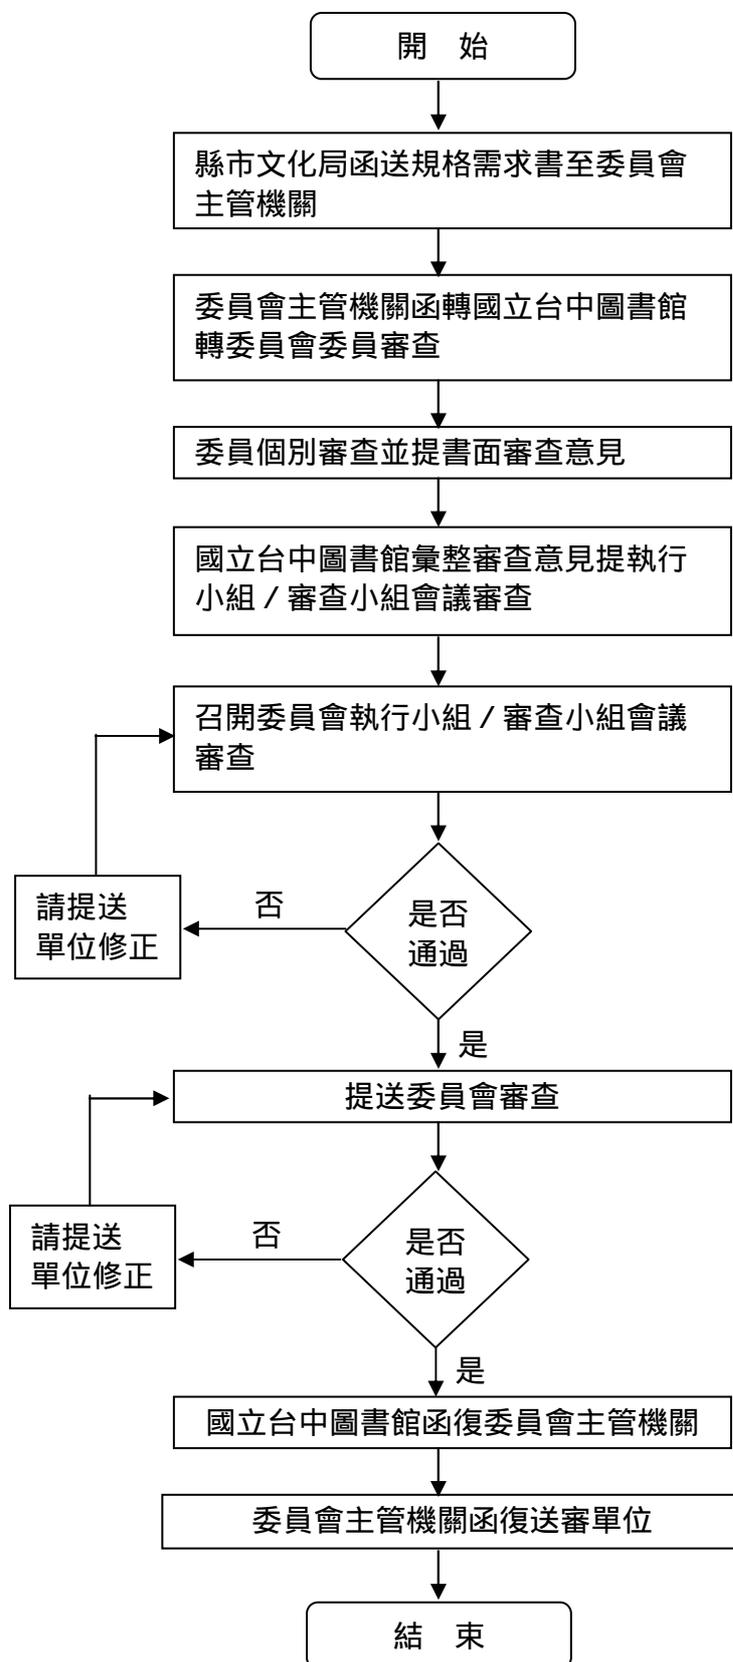 開 始
縣市文化局函送規格需求書至委員會
主管機關
委員會主管機關函轉國立台中圖書館
轉委員會委員審查
委員個別審查並提書面審查意見
國立台中圖書館彙整審查意見提執行
小組／審查小組會議審查
召開委員會執行小組／審查小組會議
審查
是否
通過
否
請提送
單位修正
是
提送委員會審查
是否
通過
否
請提送
單位修正
是
國立台中圖書館函復委員會主管機關
委員會主管機關函復送審單位
結 束